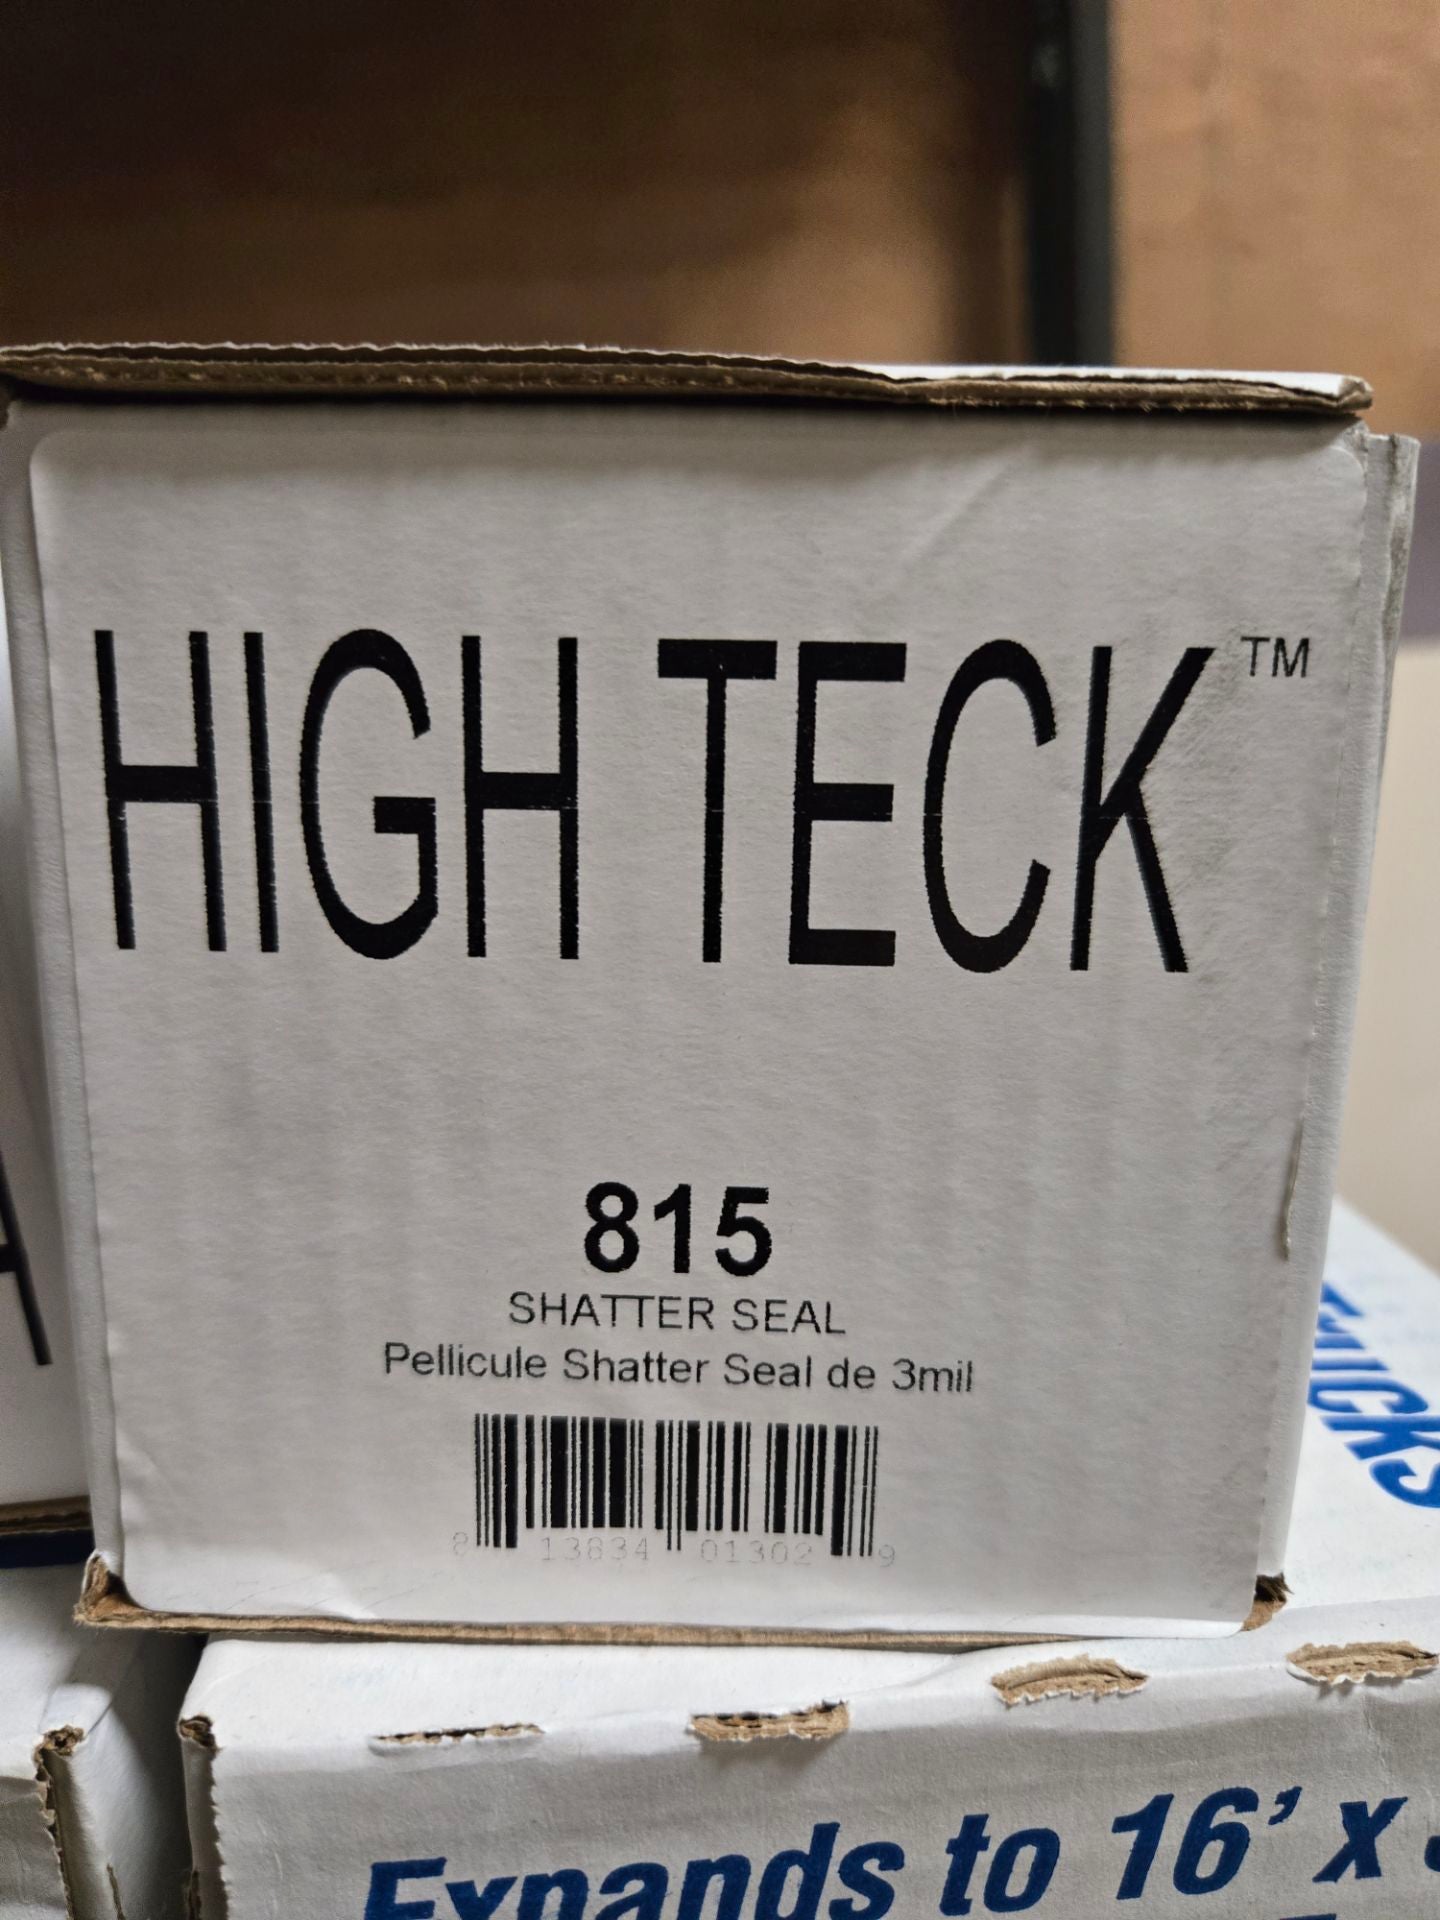 HIGH TECK™
815
SHATTER SEAL
Pellicule Shatter Seal de 3mil
8 13834 01302 9
Expands to 16' x